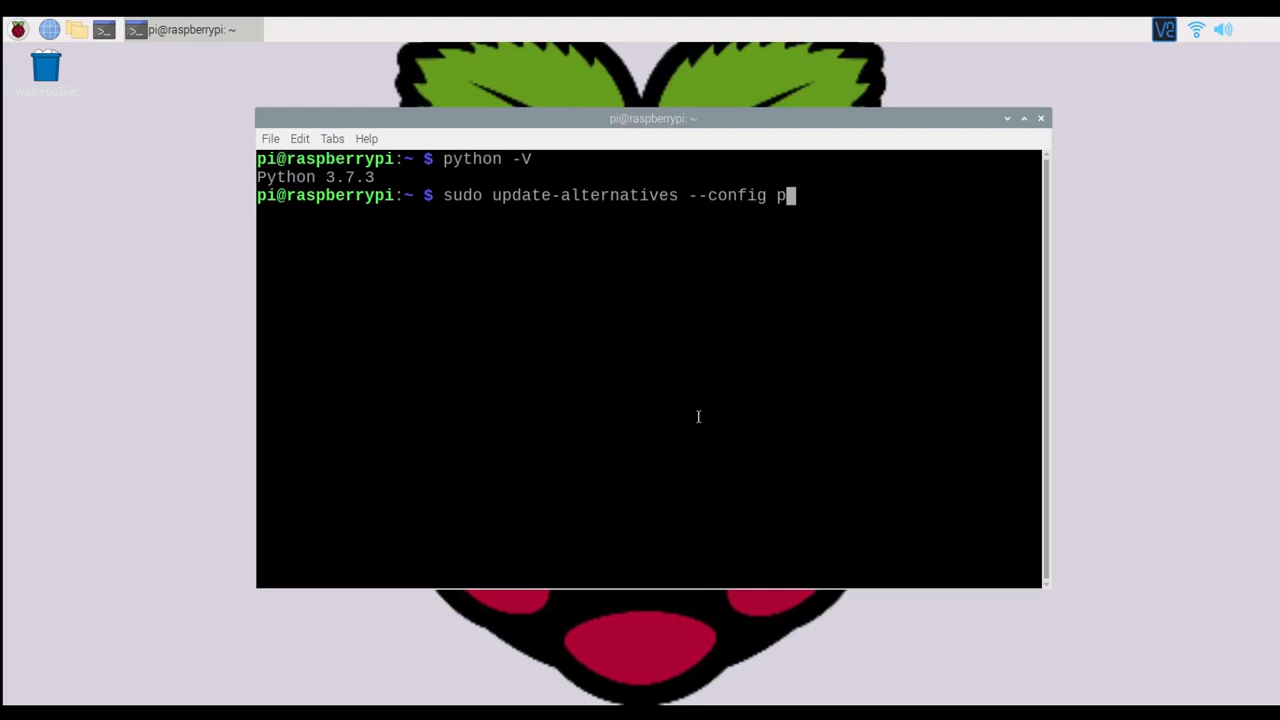 pi@raspberrypi: ~
Wastebasket
pi@raspberrypi: ~
File Edit Tabs Help
pi@raspberrypi:~ $ python -V
Python 3.7.3
pi@raspberrypi:~ $ sudo update-alternatives --config p